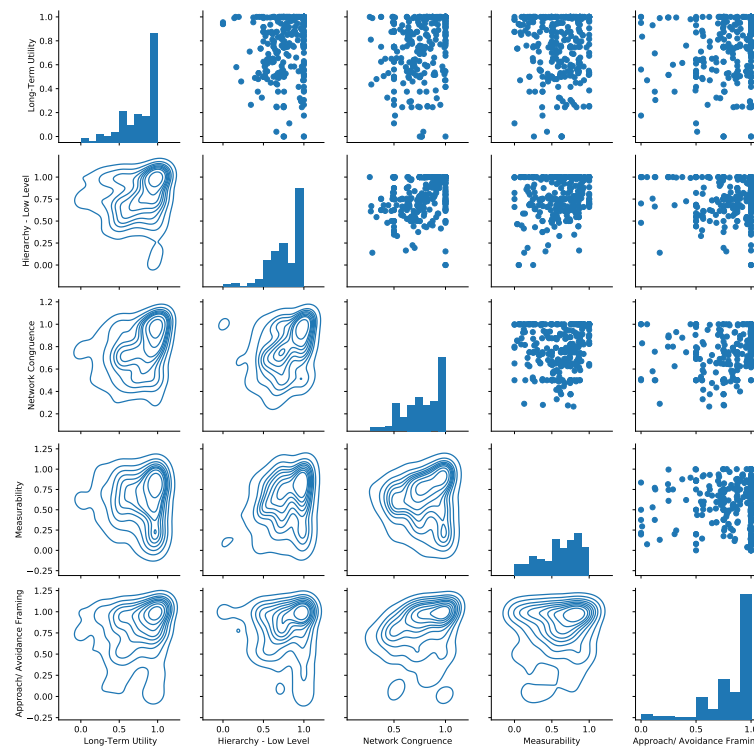 Long-Term Utility
1.0
0.8
0.6
0.4
0.2
0.0
Hierarchy - Low Level
1.00
0.75
0.50
0.25
0.00
Network Congruence
1.2
1.0
0.8
0.6
0.4
0.2
Measurability
1.25
1.00
0.75
0.50
0.25
0.00
−0.25
Approach/ Avoidance Framing
1.25
1.00
0.75
0.50
0.25
0.00
−0.25
0.0 0.5 1.0
Long-Term Utility
0.0 0.5 1.0
Hierarchy - Low Level
0.5 1.0
Network Congruence
0.0 0.5 1.0
Measurability
0.0 0.5 1.0
Approach/ Avoidance Framin